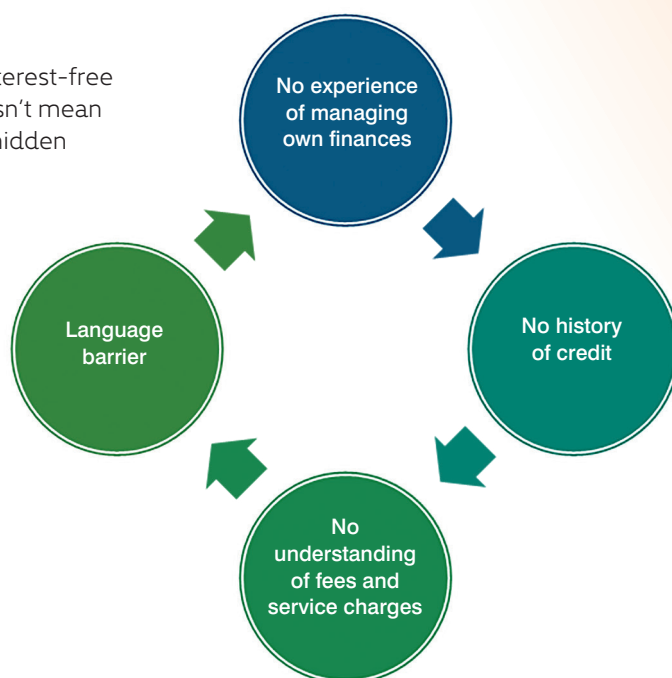 terest-free
sn't mean
hidden
No experience
of managing
own finances
No history
of credit
No
understanding
of fees and
service charges
Language
barrier